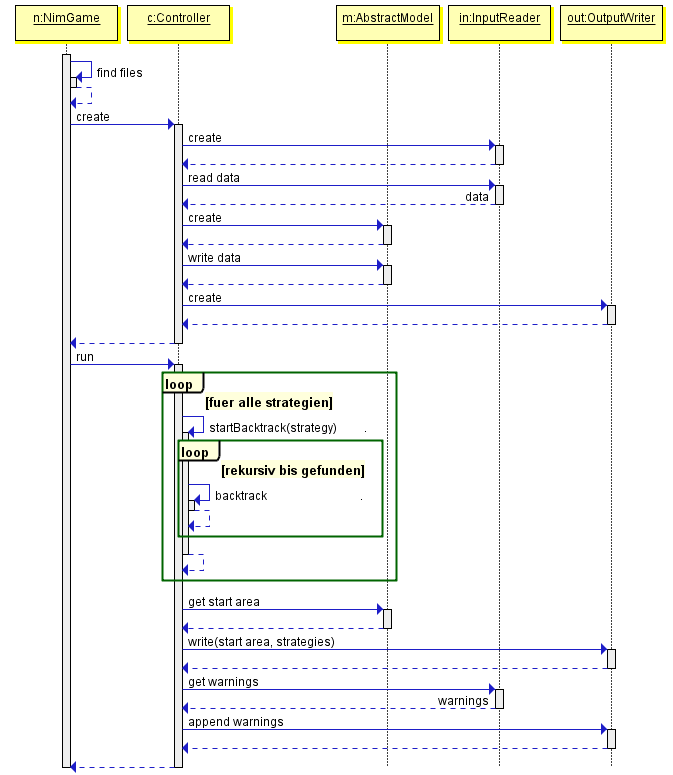 n:NimGame
c:Controller
m:AbstractModel
in:InputReader
out:OutputWriter
find files
create
create
read data
data
create
write data
create
run
loop
[fuer alle strategien]
startBacktrack(strategy) .
loop
[rekursiv bis gefunden]
backtrack .
get start area
write(start area, strategies)
get warnings
warnings
append warnings